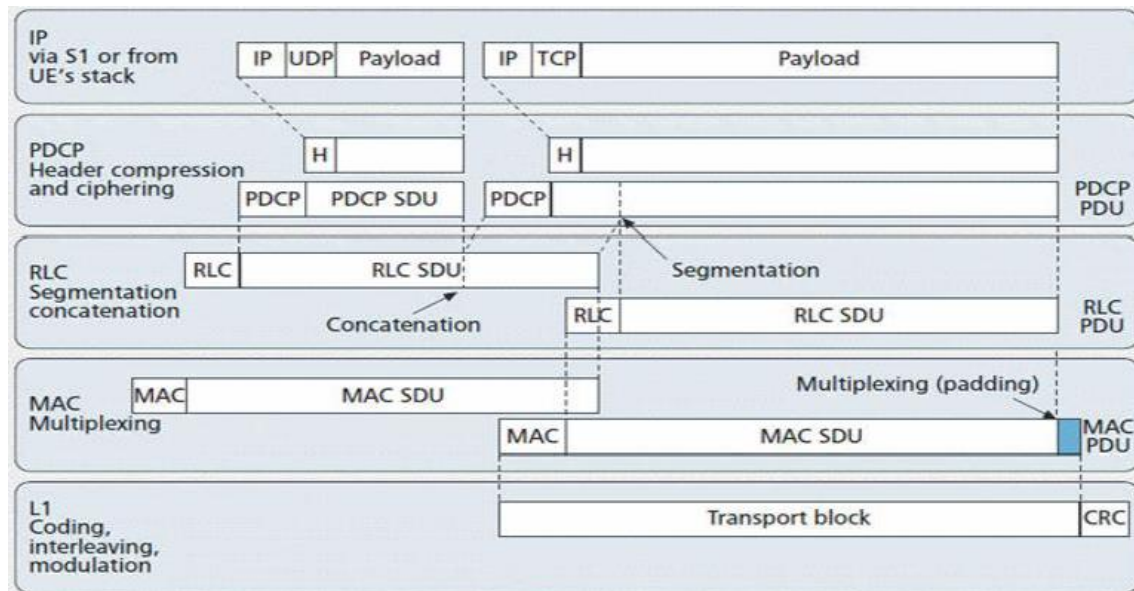 IP
via S1 or from
UE's stack
IP UDP Payload IP TCP Payload
PDCP
Header compression
and ciphering
H H
PDCP PDCP SDU PDCP
PDCP
PDU
RLC
Segmentation
concatenation
RLC RLC SDU
Segmentation
Concatenation
RLC RLC SDU
RLC
PDU
MAC
Multiplexing
MAC MAC SDU
Multiplexing (padding)
MAC MAC SDU
MAC
PDU
L1
Coding,
interleaving,
modulation
Transport block CRC